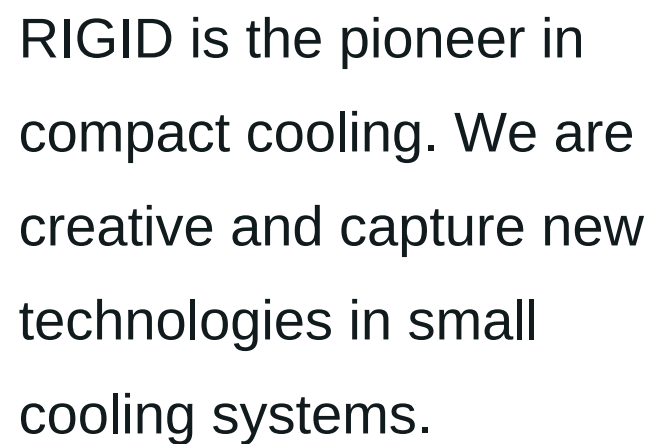 RIGID is the pioneer in
compact cooling. We are
creative and capture new
technologies in small
cooling systems.